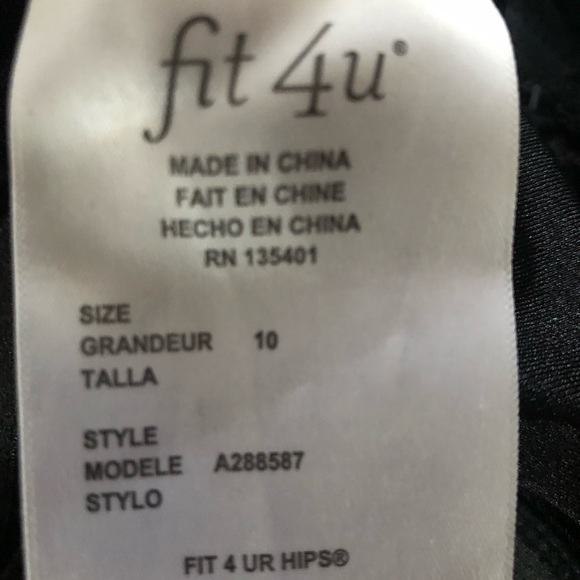 fit 4u®
MADE IN CHINA
FAIT EN CHINE
HECHO EN CHINA
RN 135401
SIZE
GRANDEUR 10
TALLA
STYLE
MODELE A288587
STYLO
FIT 4 UR HIPS®